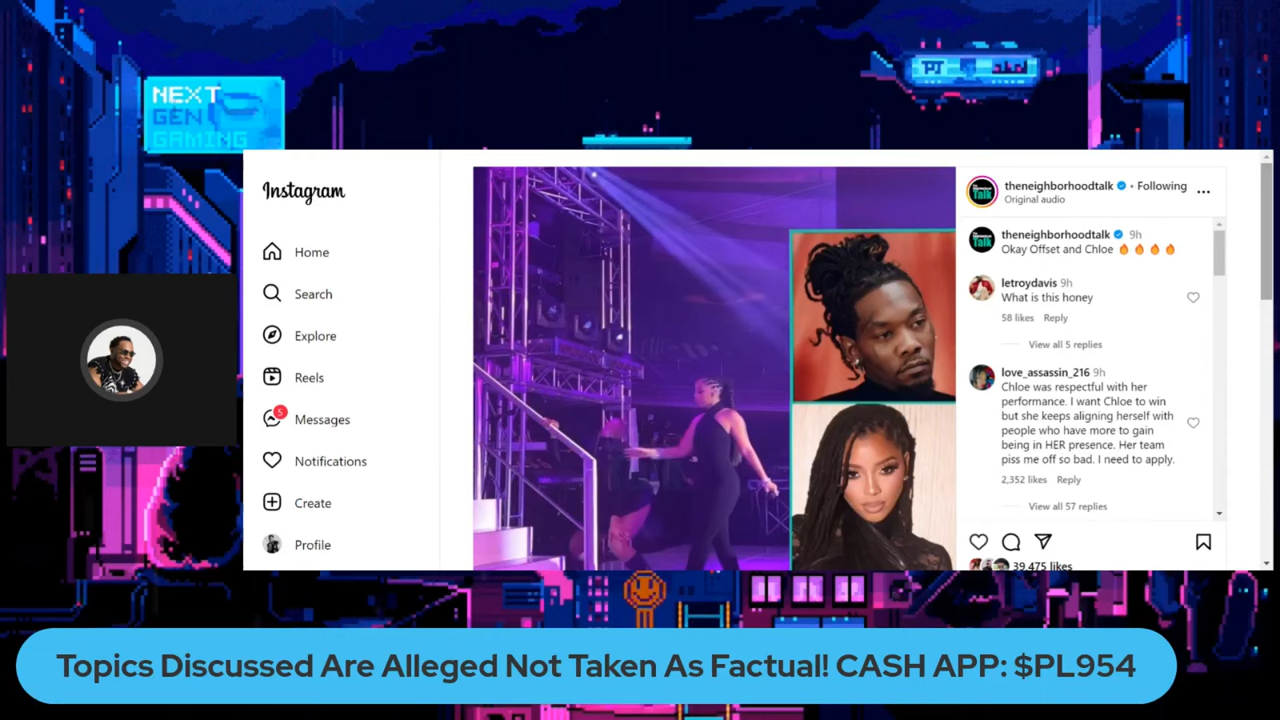 NEXT
GEN
GAMING
Instagram
Home
Search
Explore
Reels
5
Messages
Notifications
Create
Profile
theneighborhoodtalk • Following
Original audio
...
Talk
theneighborhoodtalk 9h
Okay Offset and Chloe 🔥 🔥 🔥 🔥
Talk
letroydavis 9h
What is this honey
58 likes Reply
View all 5 replies
love_assassin_216 9h
Chloe was respectful with her
performance. I want Chloe to win
but she keeps aligning herself with
people who have more to gain
being in HER presence. Her team
piss me off so bad. I need to apply.
2,352 likes Reply
View all 57 replies
39,475 likes
Topics Discussed Are Alleged Not Taken As Factual! CASH APP: $PL954